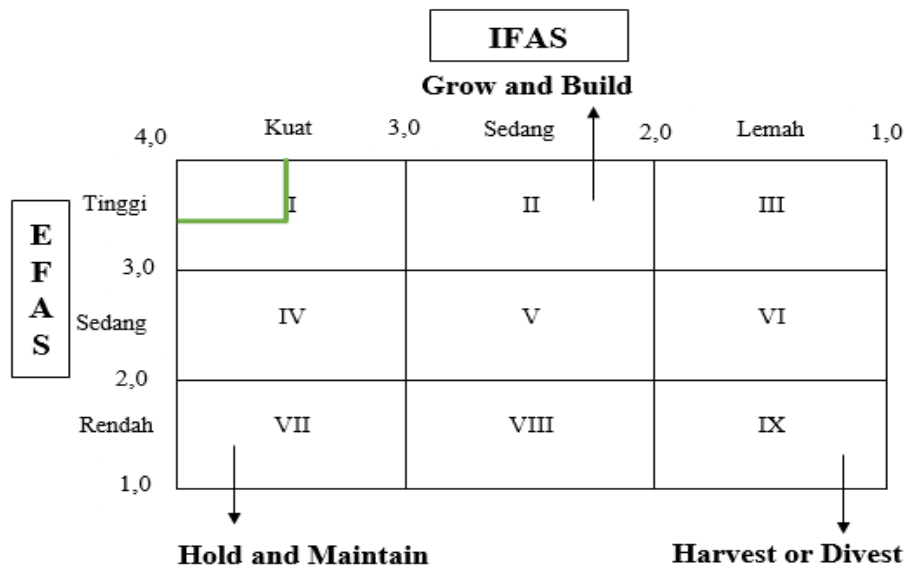 IFAS
Grow and Build
4,0 Kuat 3,0 Sedang 2,0 Lemah 1,0
Tinggi I II III
E
F
A
S
3,0
Sedang IV V VI
2,0
Rendah VII VIII IX
1,0
Hold and Maintain Harvest or Divest